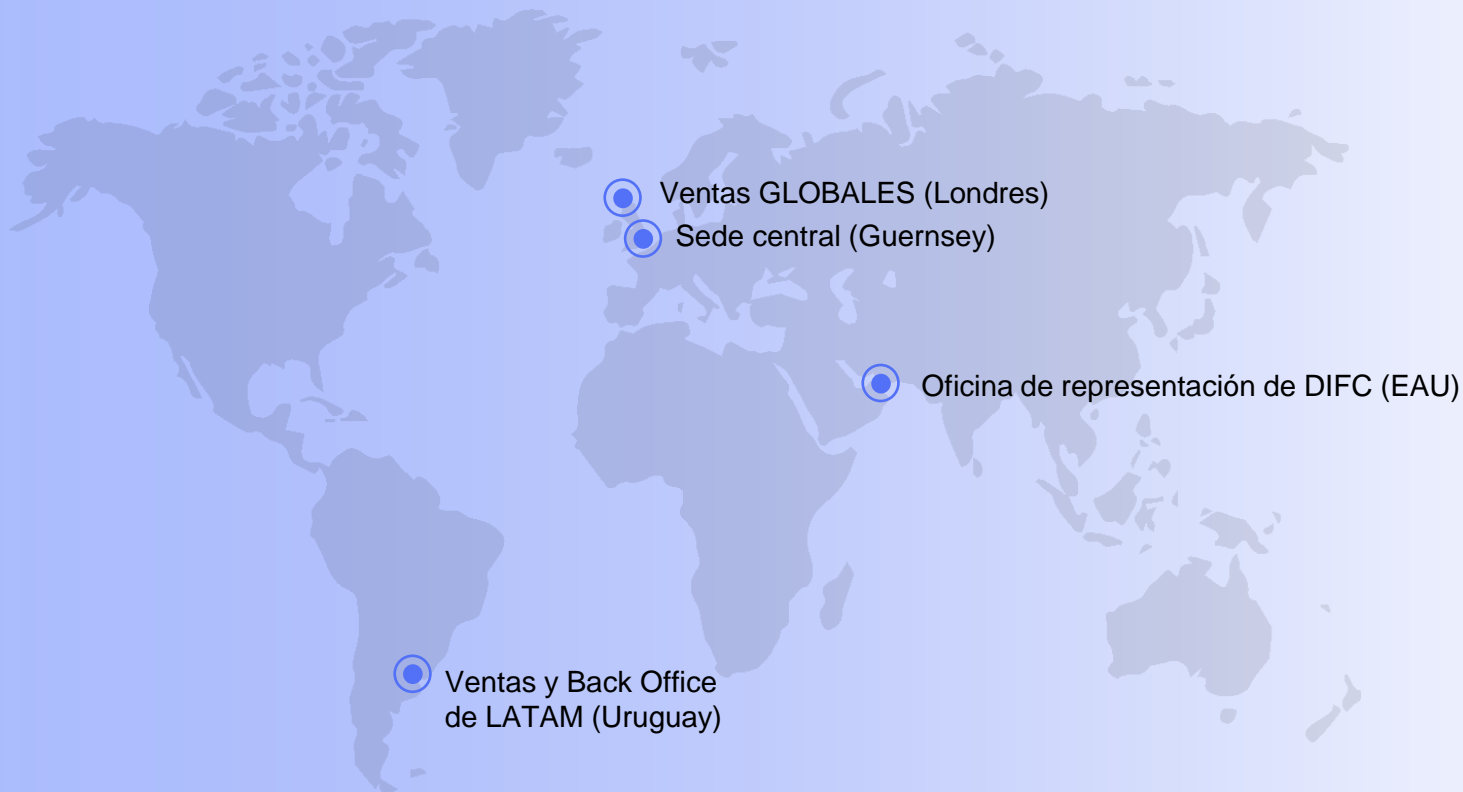 Ventas GLOBALES (Londres)
Sede central (Guernsey)
Oficina de representación de DIFC (EAU)
Ventas y Back Office
de LATAM (Uruguay)